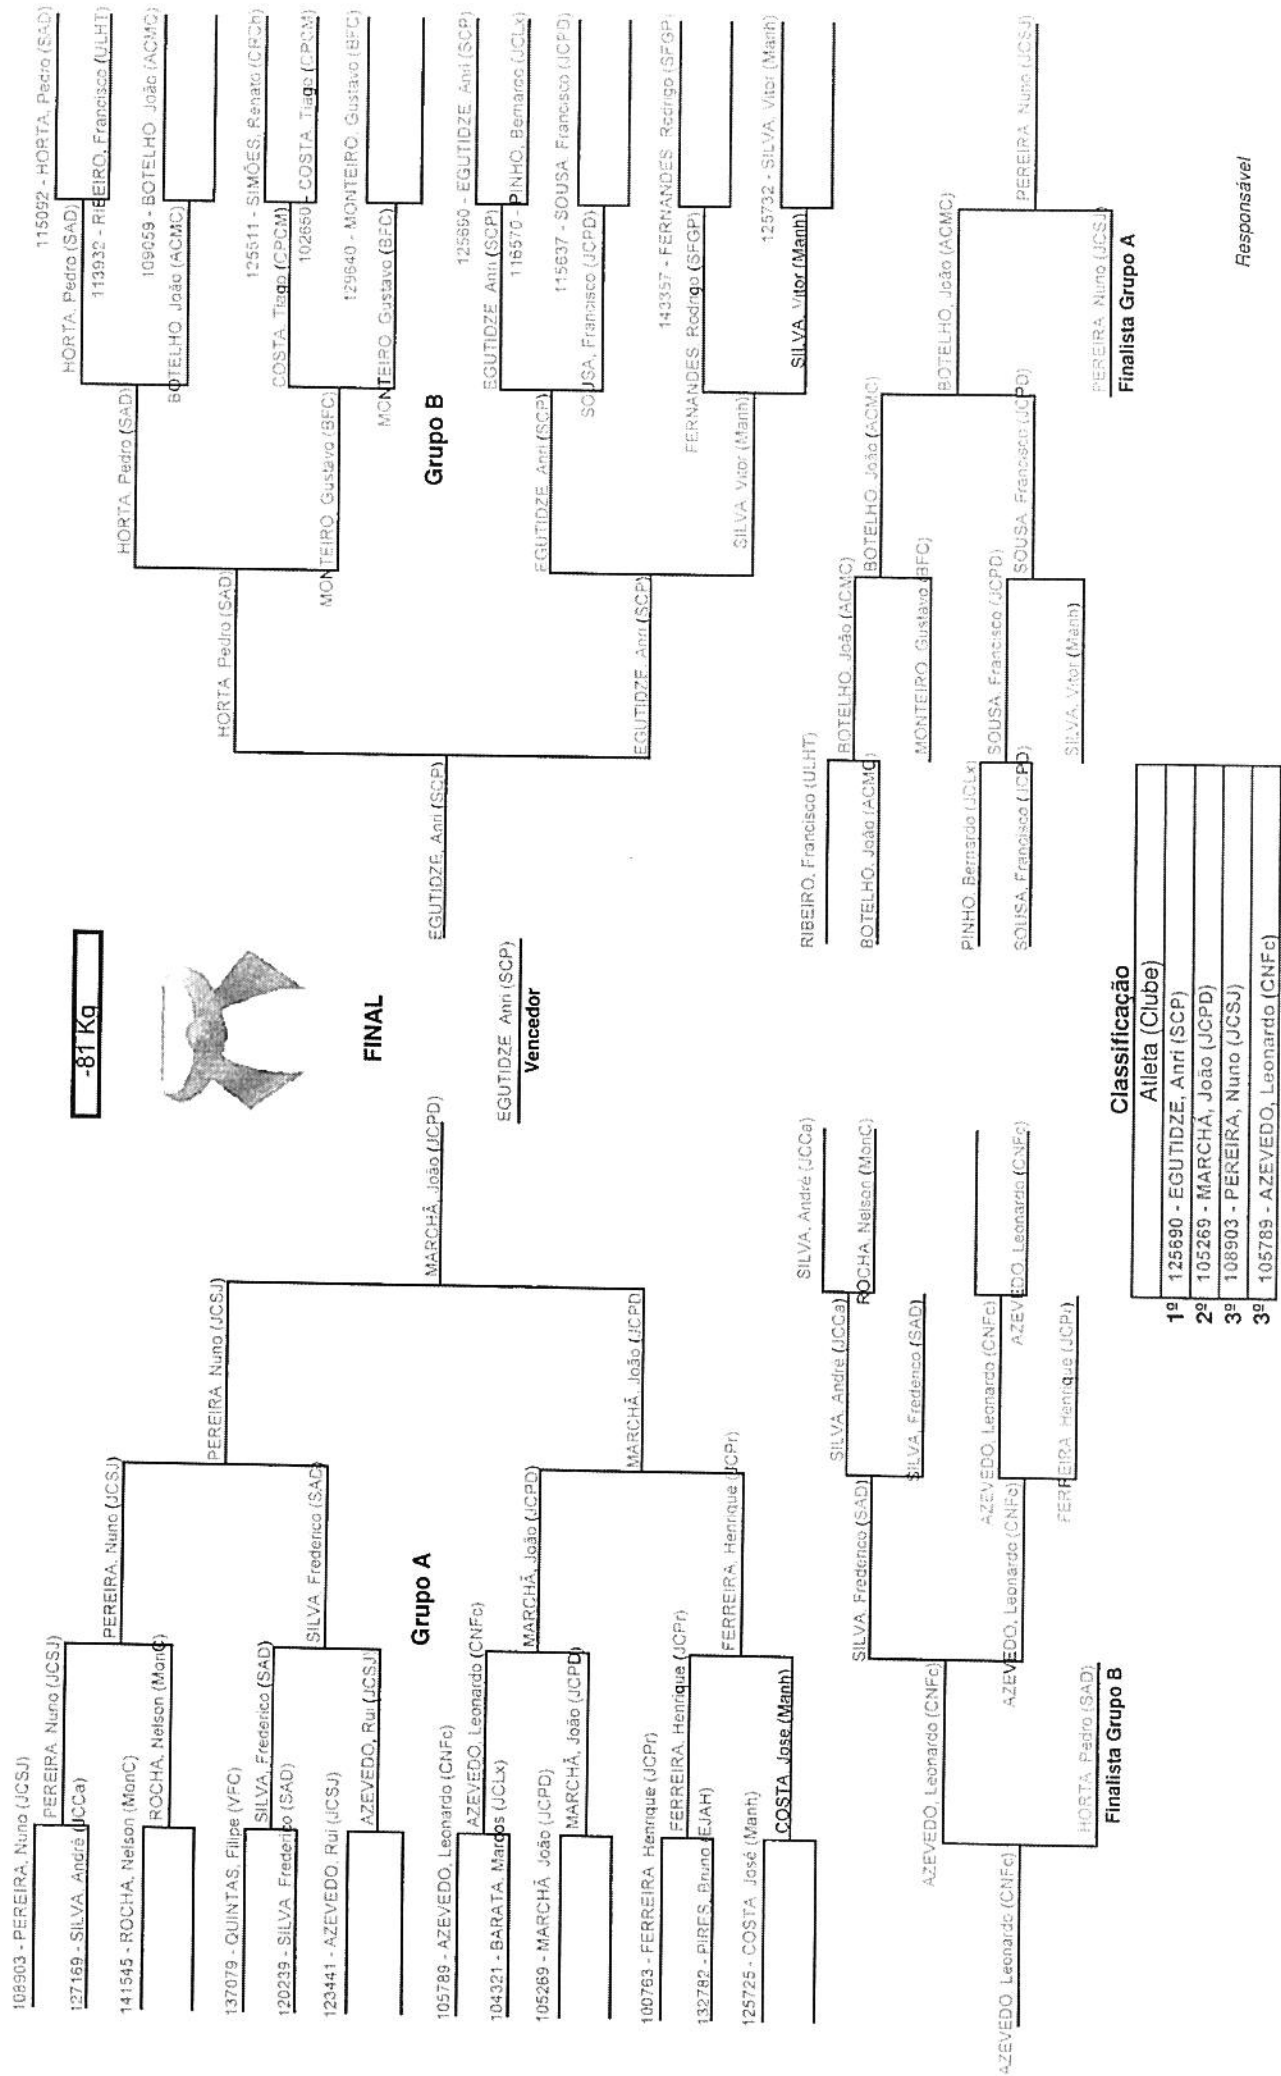 -81 Kg
108903 - PEREIRA, Nuno (JCSJ)
PEREIRA Nuno (JCSJ)
127169 - SILVA, André (JCCa)
PEREIRA, Nuno (JCSJ)
141545 - ROCHA, Nelson (MonC)
ROCHA, Nelson (MonC)
PEREIRA Nuno (JCSJ)
137079 - QUINTAS, Filipe (VFC)
SILVA, Frederico (SAD)
120239 - SILVA Frederico (SAD)
SILVA Frederico (SAD)
123441 - AZEVEDO, Rui (JCSJ)
AZEVEDO, Rui (JCSJ)
Grupo A
MARCHÃ, João (JCPD)
105789 - AZEVEDO, Leonardo (CNFc)
AZEVEDO, Leonardo (CNFc)
104321 - BARATA, Marcos (JCLx)
MARCHÃ, João (JCPD)
105269 - MARCHÃ João (JCPD)
MARCHÃ, João (JCPD)
MARCHÃ, João (JCPD
100763 - FERREIRA Henrique (JCPr)
FERREIRA, Henrique (JCPr)
132782 - PIRES, Bruno (EJAH)
FERREIRA, Henrique (JCPr)
125725 - COSTA José (Manh)
COSTA, José (Manh)
FINAL
EGUTIDZE Anri (SCP)
Vencedor
115092 - HORTA, Pedro (SAD)
HORTA, Pedro (SAD)
113932 - RIBEIRO, Francisco (ULHT)
HORTA Pedro (SAD)
109059 - BOTELHO João (ACMC)
BOTELHO, João (ACMC)
HORTA Pedro (SAD)
125511 - SIMÕES, Renato (CRCh)
COSTA, Tiago (CPCM)
102650 - COSTA Tiago (CPCM)
MONTEIRO Gustavo (BFC)
129640 - MONTEIRO, Gustavo (BFC)
MONTEIRO Gustavo (BFC)
Grupo B
EGUTIDZE, Anri (SCP)
125690 - EGUTIDZE Anri (SCP)
EGUTIDZE, Anri (SCP)
116570 - PINHO, Bernardo (JCLx)
EGUTIDZE, Anri (SCP)
115637 - SOUSA Francisco (JCPD)
SOUSA, Francisco (JCPD)
EGUTIDZE, Anri (SCP)
143357 - FERNANDES Rodrigo (SFGP)
FERNANDES Rodrigo (SFGP)
SILVA Vitor (Manh)
125732 - SILVA, Vitor (Manh)
SILVA, Vitor (Manh)
SILVA, André (JCCa)
SILVA, André (JCCa)
ROCHA, Nelson (MonC)
SILVA, Frederico (SAD)
SILVA, Frederico (SAD)
AZEVEDO, Leonardo (CNFc)
AZEVEDO, Leonardo (CNFc)
AZEVEDO, Leonardo (CNFc)
AZEVEDO, Leonardo (CNFc)
FERREIRA Henrique (JCPr)
AZEVEDO Leonardo (CNFc)
HORTA Pedro (SAD)
Finalista Grupo B
RIBEIRO, Francisco (ULHT)
BOTELHO, João (ACMC)
BOTELHO, João (ACMC)
BOTELHO, João (ACMC)
MONTEIRO Gustavo (BFC)
BOTELHO, João (ACMC)
PINHO, Bernardo (JCLx)
SOUSA Francisco (JCPD)
SOUSA, Francisco (JCPD
SOUSA Francisco (JCPD)
SILVA, Vitor (Manh)
PEREIRA Nuno (JCSJ)
PEREIRA, Nuno (JCSJ)
Finalista Grupo A
Classificação
Atleta (Clube)
1º 125690 - EGUTIDZE, Anri (SCP)
2º 105269 - MARCHÃ, João (JCPD)
3º 108903 - PEREIRA, Nuno (JCSJ)
3º 105789 - AZEVEDO, Leonardo (CNFc)
Responsável